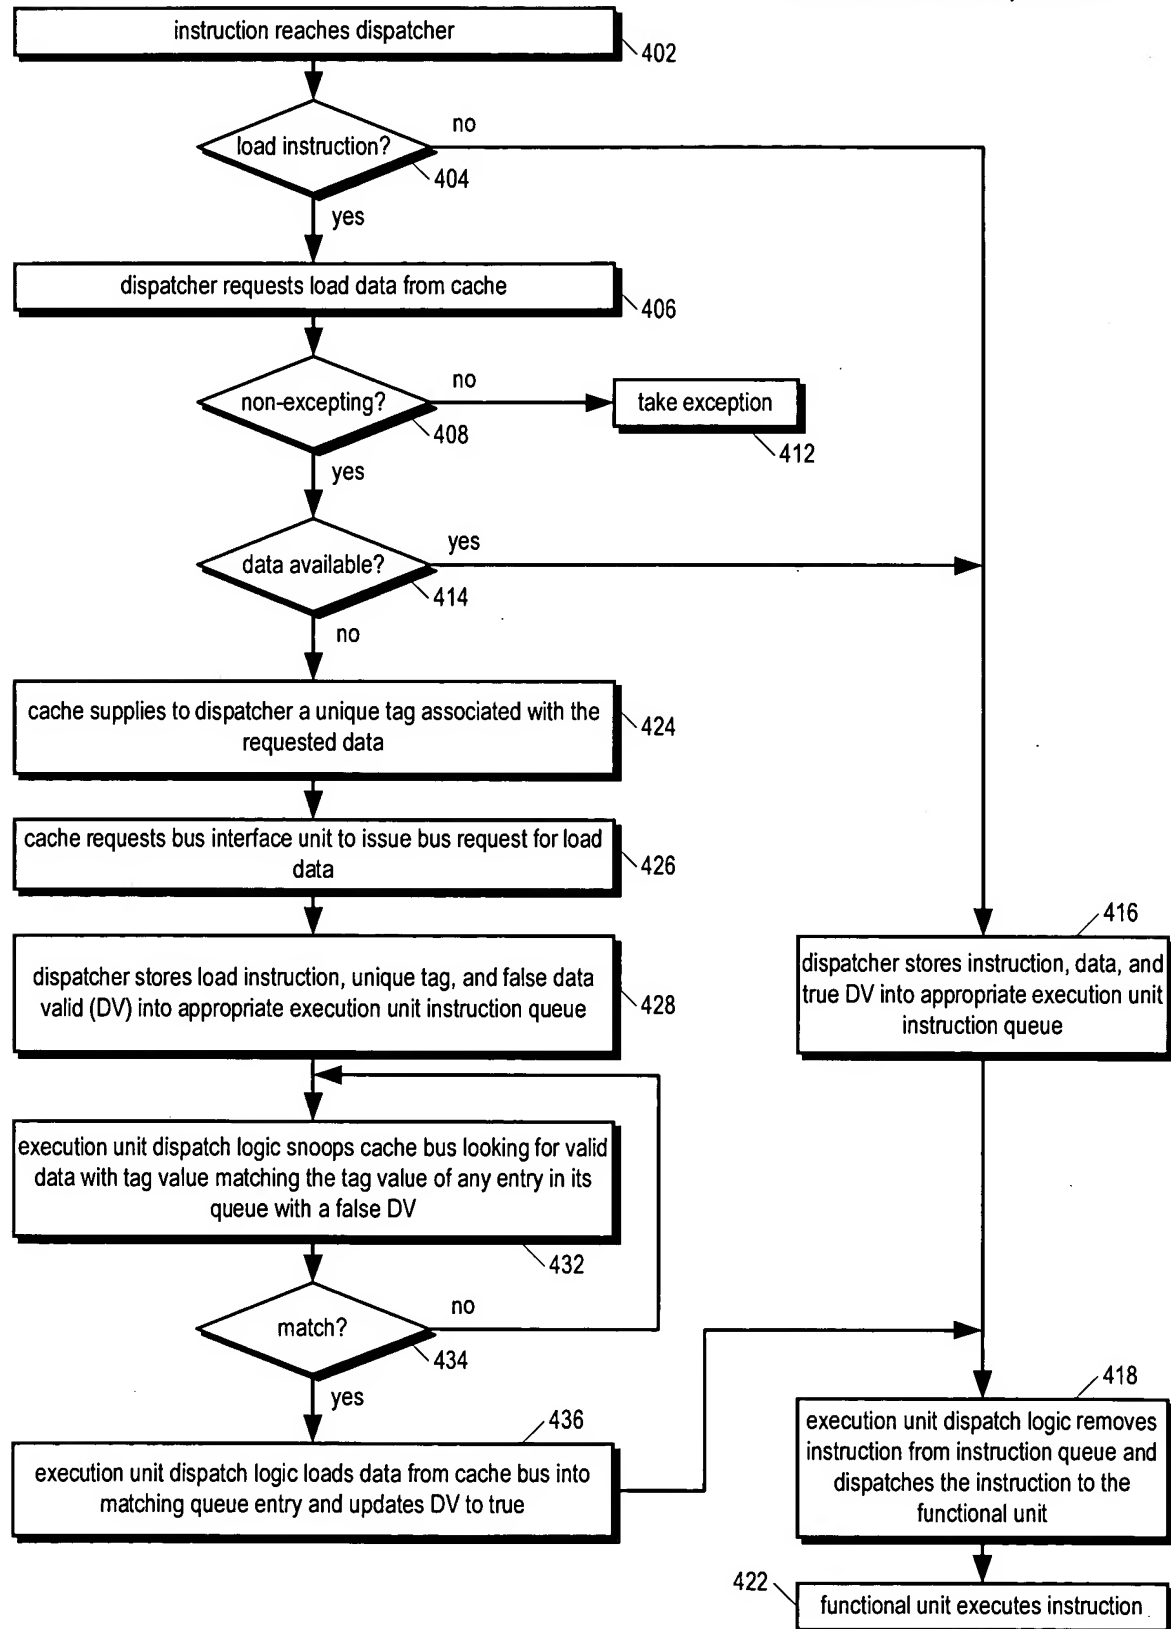 instruction reaches dispatcher
402
load instruction?
no
404
yes
dispatcher requests load data from cache
406
non-excepting?
no
408
take exception
412
yes
data available?
yes
414
no
cache supplies to dispatcher a unique tag associated with the
requested data
424
cache requests bus interface unit to issue bus request for load
data
426
dispatcher stores load instruction, unique tag, and false data
valid (DV) into appropriate execution unit instruction queue
428
416
dispatcher stores instruction, data, and
true DV into appropriate execution unit
instruction queue
execution unit dispatch logic snoops cache bus looking for valid
data with tag value matching the tag value of any entry in its
queue with a false DV
432
match?
no
434
yes
436
execution unit dispatch logic loads data from cache bus into
matching queue entry and updates DV to true
418
execution unit dispatch logic removes
instruction from instruction queue and
dispatches the instruction to the
functional unit
422
functional unit executes instruction